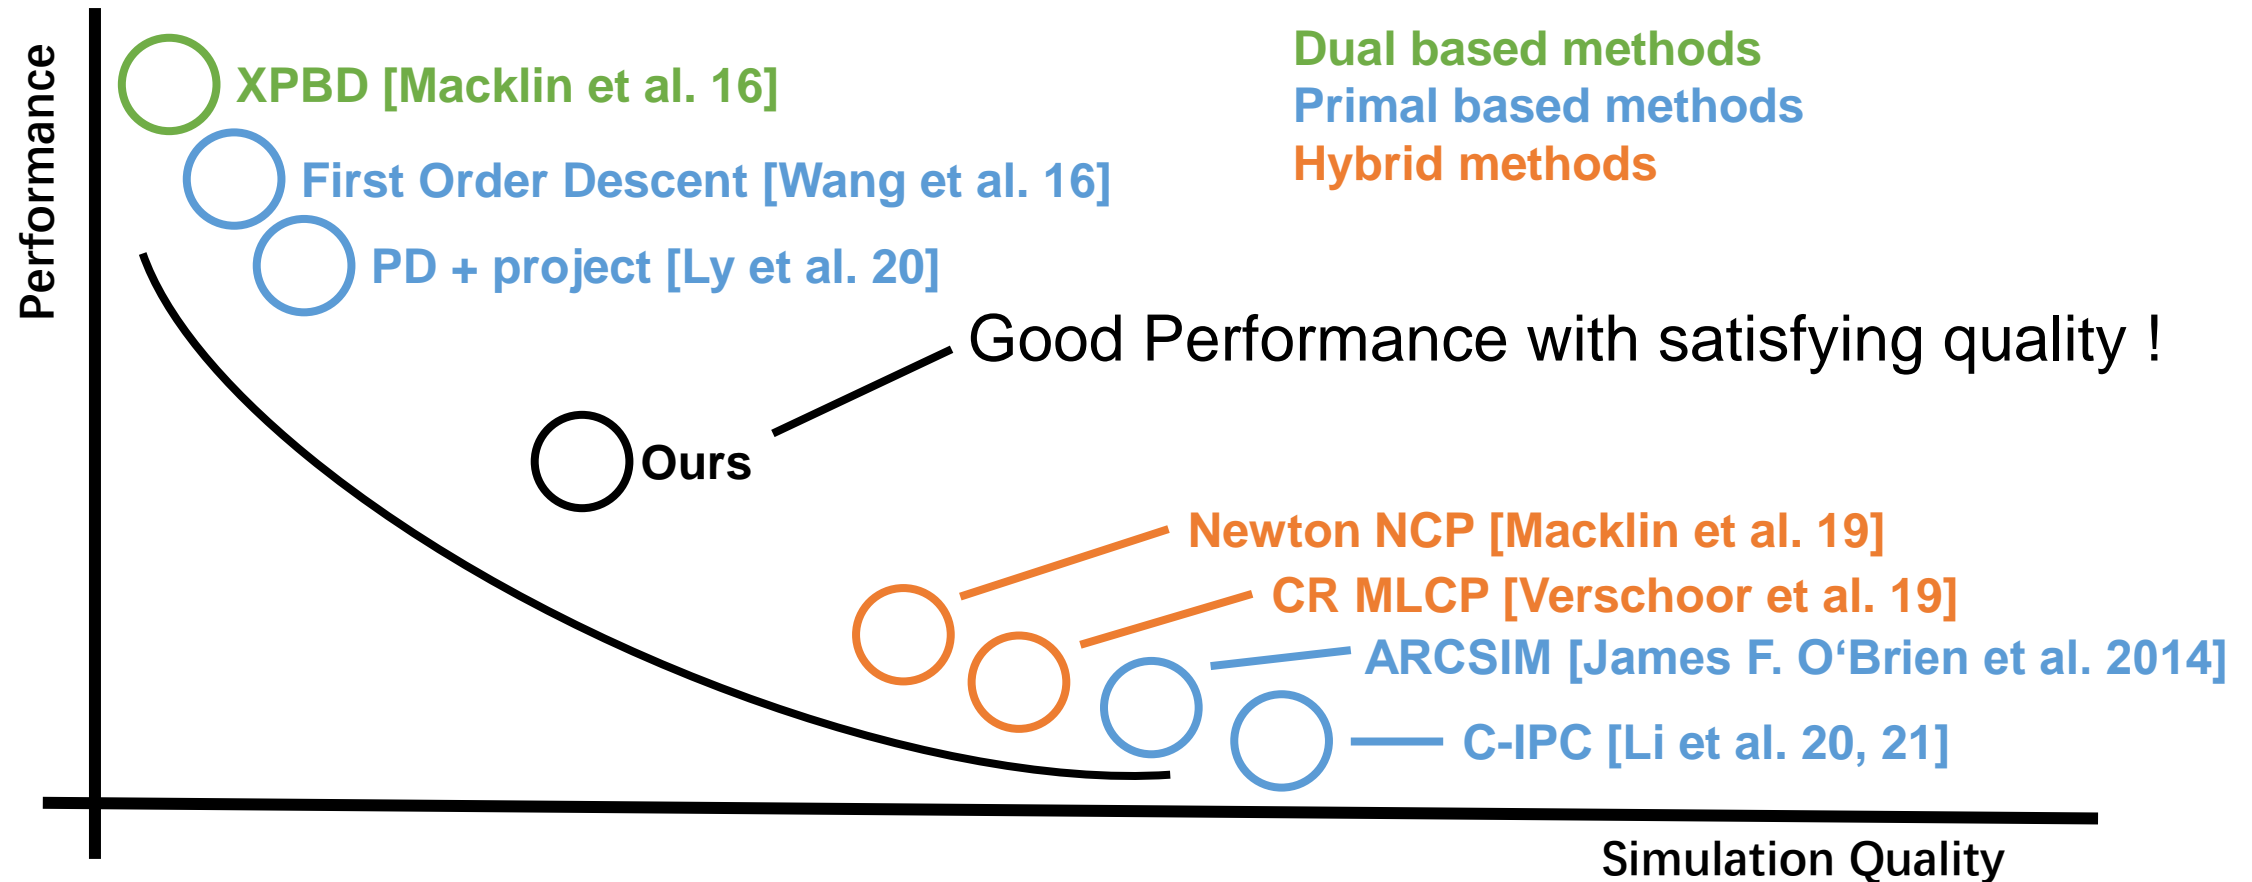 Performance
XPBD [Macklin et al. 16]
First Order Descent [Wang et al. 16]
PD + project [Ly et al. 20]
Dual based methods
Primal based methods
Hybrid methods
Good Performance with satisfying quality !
Ours
Newton NCP [Macklin et al. 19]
CR MLCP [Verschoor et al. 19]
ARCSIM [James F. O‘Brien et al. 2014]
C-IPC [Li et al. 20, 21]
Simulation Quality